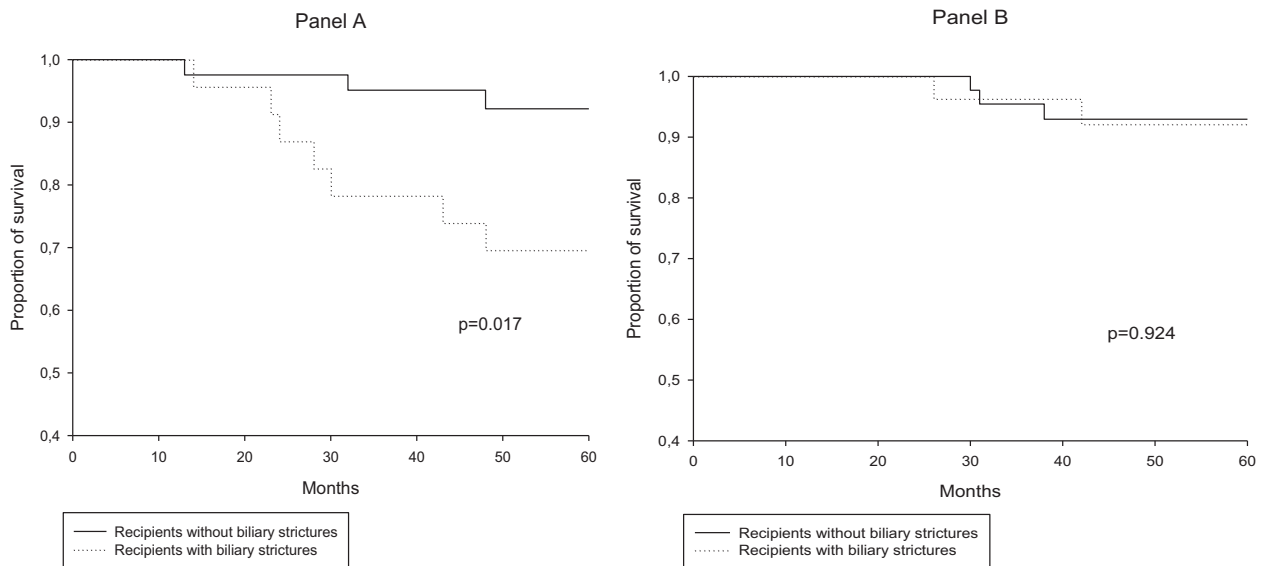 Panel A
Proportion of survival
1,0
0,9
0,8
0,7
0,6
0,5
0,4
p=0.017
0 10 20 30 40 50 60
Months
Recipients without biliary strictures
Recipients with biliary strictures
Panel B
Proportion of survival
1,0
0,9
0,8
0,7
0,6
0,5
0,4
p=0.924
0 10 20 30 40 50 60
Months
Recipients without biliary strictures
Recipients with biliary strictures